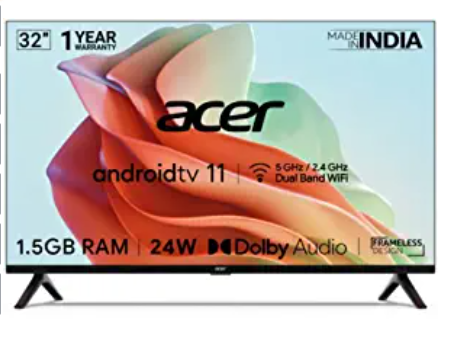 32" 1 YEAR WARRANTY
MADE IN INDIA
acer
androidtv 11 5 GHz / 2.4 GHz
Dual Band WiFi
1.5GB RAM 24W Dolby Audio FRAMELESS DESIGN
acer